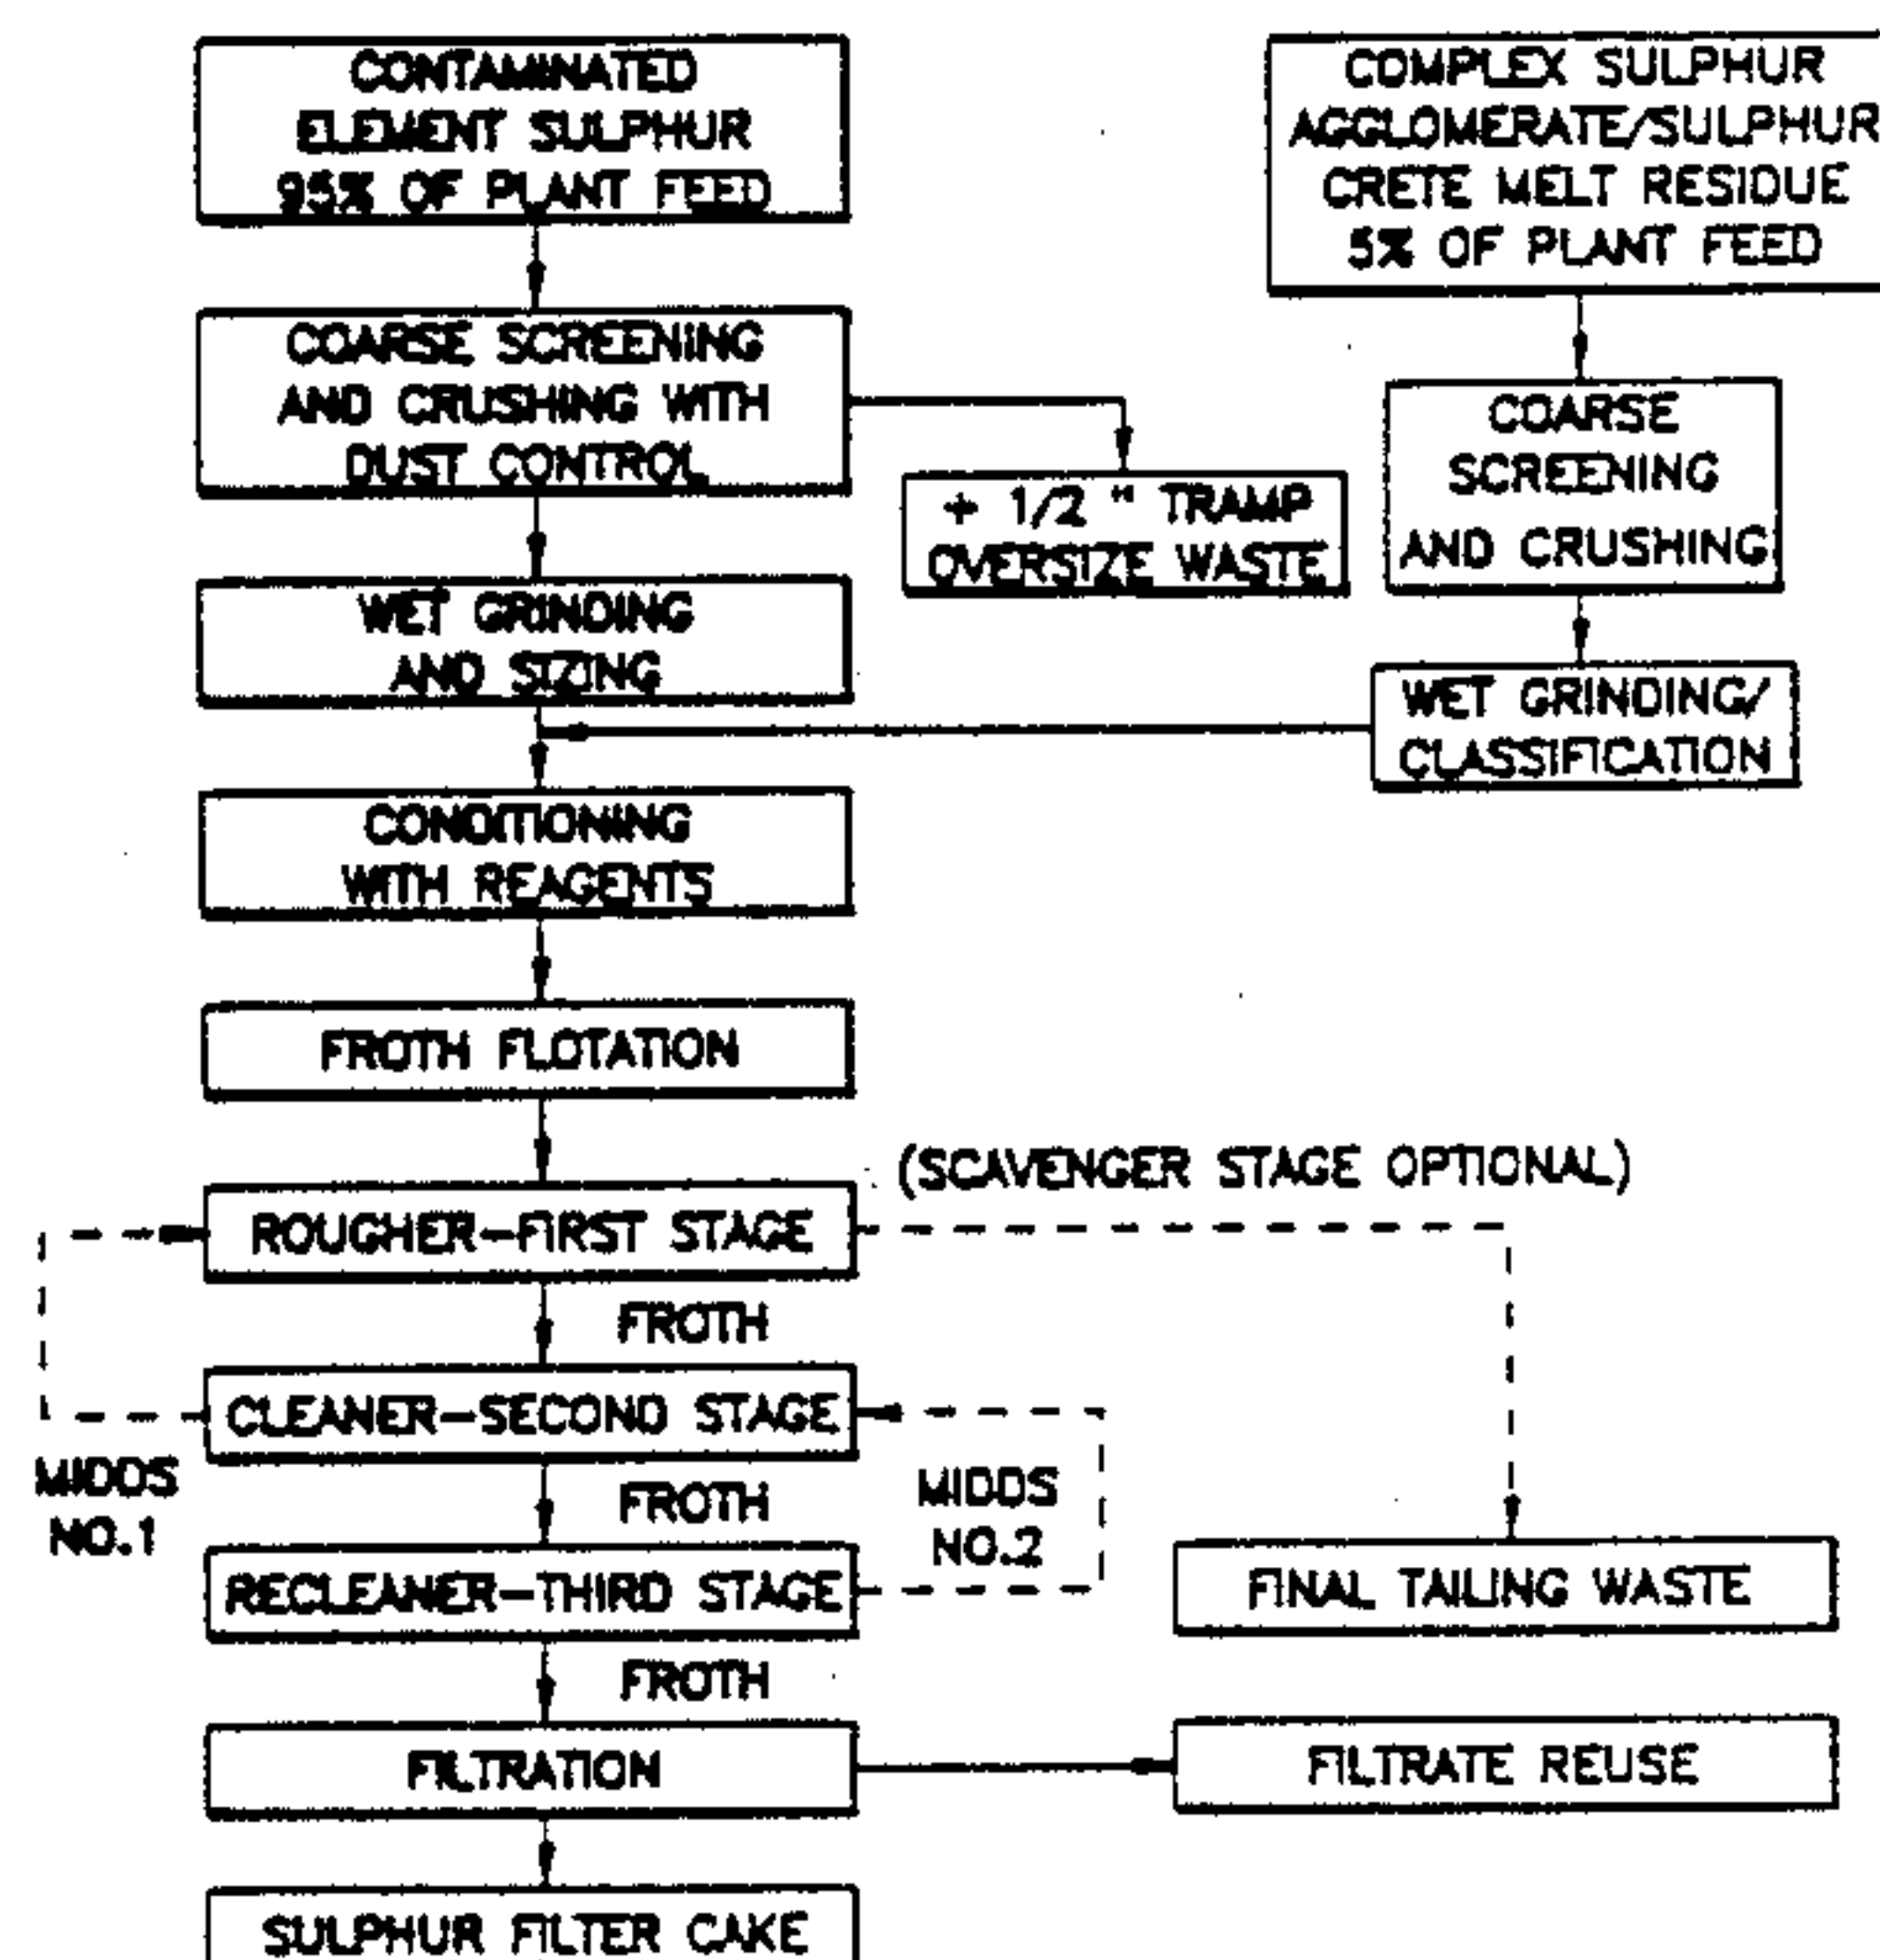 CONTAMINATED
ELEMENT SULPHUR
95% OF PLANT FEED
COMPLEX SULPHUR
AGGLOMERATE/SULPHUR
CRETE MELT RESIDUE
5% OF PLANT FEED
COARSE SCREENING
AND CRUSHING WITH
DUST CONTROL
+ 1/2 " TRAMP
OVERSIZE WASTE
COARSE
SCREENING
AND CRUSHING
WET GRINDING
AND SIZING
WET GRINDING/
CLASSIFICATION
CONDITIONING
WITH REAGENTS
FROTH FLOTATION
(SCAVENGER STAGE OPTIONAL)
ROUGHER-FIRST STAGE
FROTH
CLEANER-SECOND STAGE
MIDDS
NO.1
FROTH
MIDDS
NO.2
RECLEANER-THIRD STAGE
FINAL TAILING WASTE
FROTH
FILTRATION
FILTRATE REUSE
SULPHUR FILTER CAKE